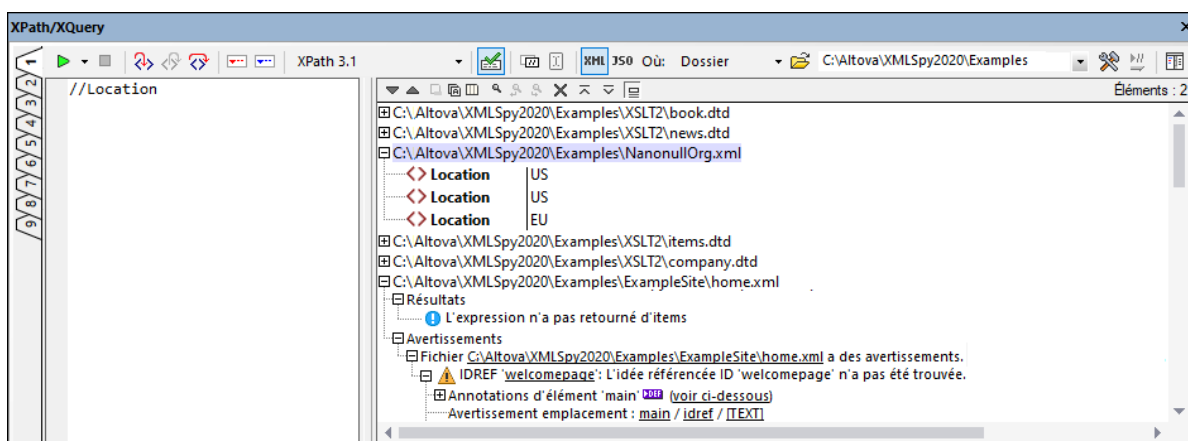 XPath/XQuery
XPath 3.1
XML JSO Où: Dossier C:\Altova\XMLSpy2020\Examples
1
2
3
4
5
6
7
8
9
//Location
Éléments : 2
C:\Altova\XMLSpy2020\Examples\XSLT2\book.dtd
C:\Altova\XMLSpy2020\Examples\XSLT2\news.dtd
C:\Altova\XMLSpy2020\Examples\NanonullOrg.xml
<> Location US
<> Location US
<> Location EU
C:\Altova\XMLSpy2020\Examples\XSLT2\items.dtd
C:\Altova\XMLSpy2020\Examples\XSLT2\company.dtd
C:\Altova\XMLSpy2020\Examples\ExampleSite\home.xml
Résultats
L'expression n'a pas retourné d'items
Avertissements
Fichier C:\Altova\XMLSpy2020\Examples\ExampleSite\home.xml a des avertissements.
IDREF 'welcomepage': L'idée référencée ID 'welcomepage' n'a pas été trouvée.
Annotations d'élément 'main' DEF (voir ci-dessous)
Avertissement emplacement : main / idref / [TEXT]